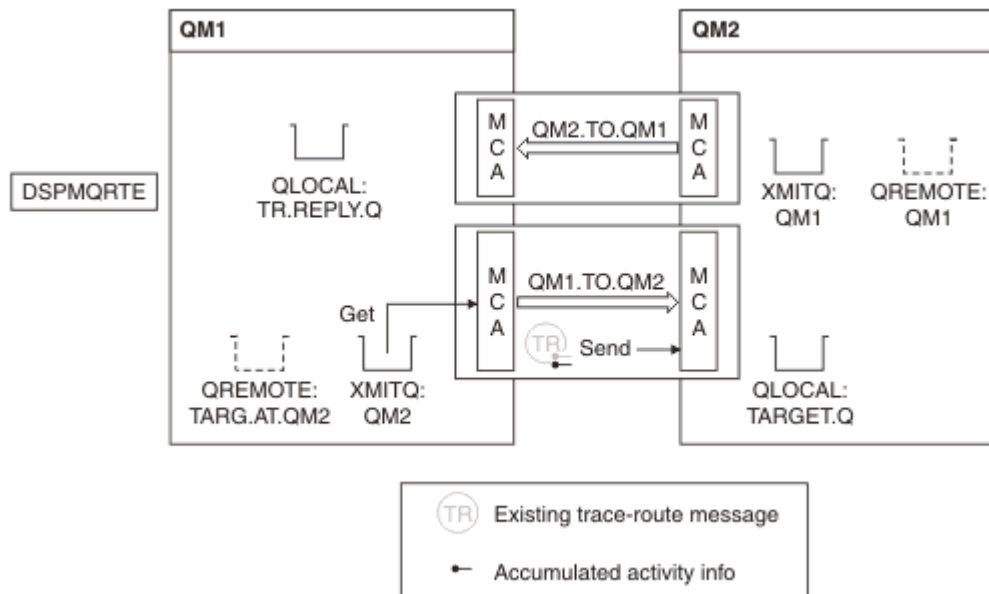 QM1
QM2
DSPMQRTE
M
C
A
QM2.TO.QM1
M
C
A
QLOCAL:
TR.REPLY.Q
XMITQ:
QM1
QREMOTE:
QM1
M
C
A
QM1.TO.QM2
M
C
A
Get
TR
Send
QREMOTE:
TARG.AT.QM2
XMITQ:
QM2
QLOCAL:
TARGET.Q
TR
Existing trace-route message
Accumulated activity info